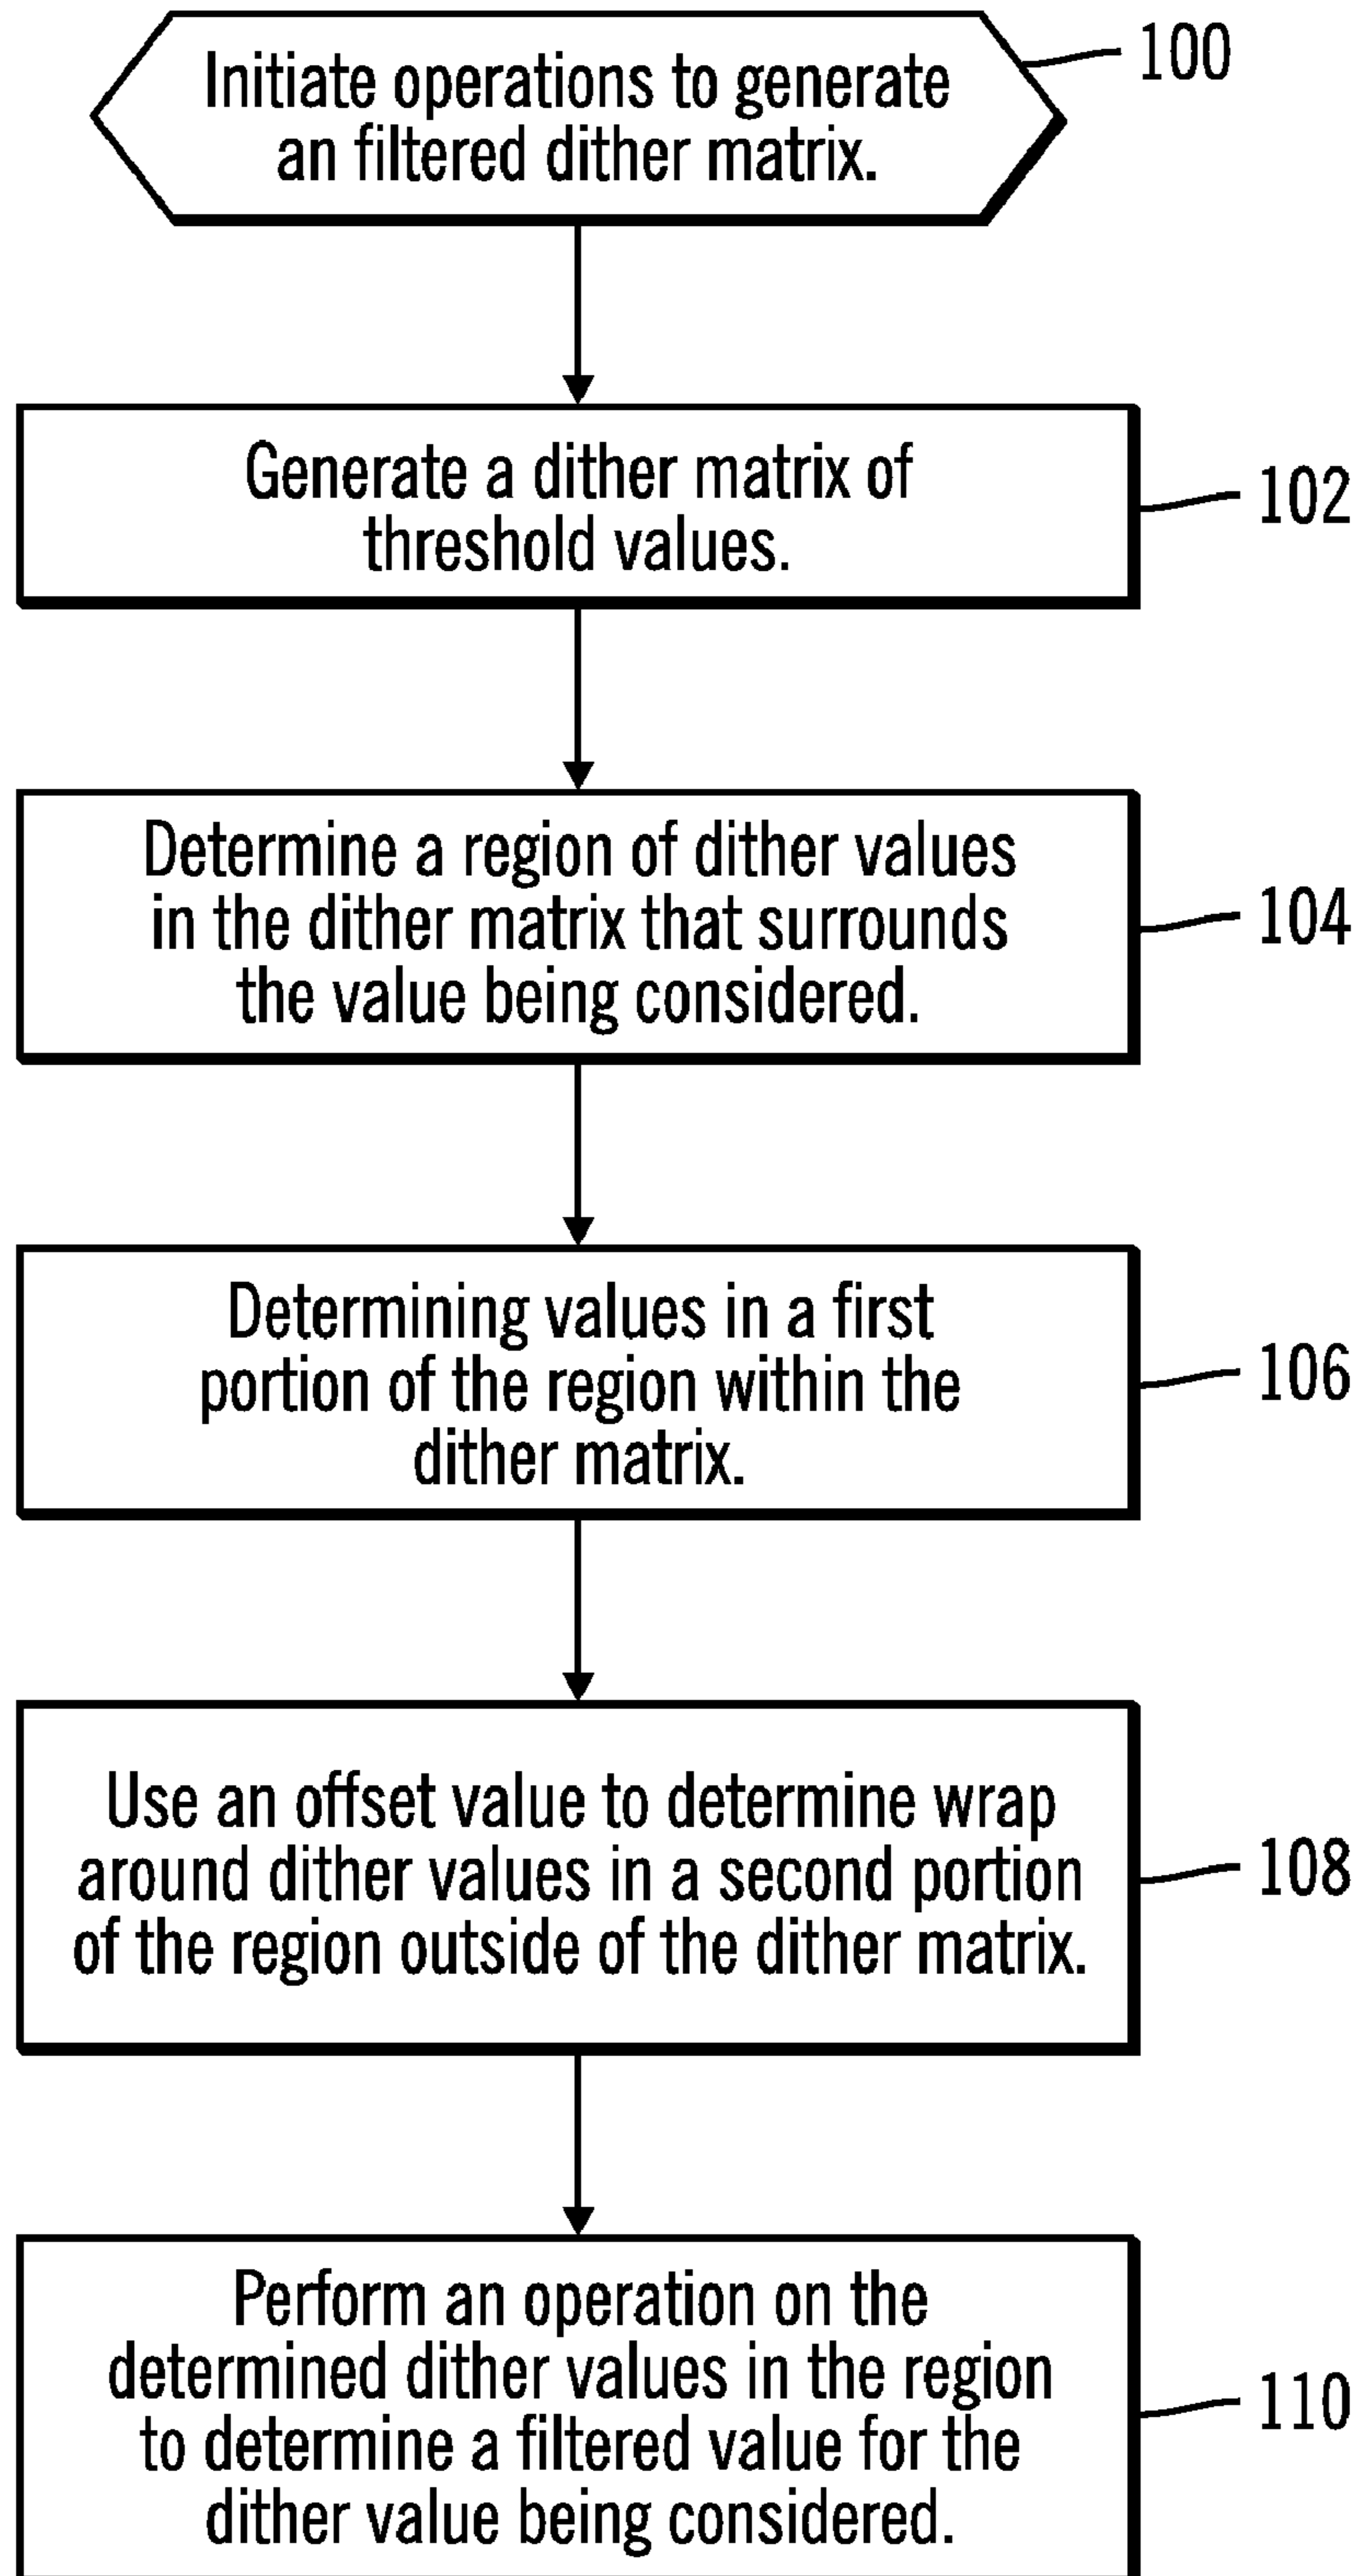 Initiate operations to generate
an filtered dither matrix.
100
Generate a dither matrix of
threshold values.
102
Determine a region of dither values
in the dither matrix that surrounds
the value being considered.
104
Determining values in a first
portion of the region within the
dither matrix.
106
Use an offset value to determine wrap
around dither values in a second portion
of the region outside of the dither matrix.
108
Perform an operation on the
determined dither values in the region
to determine a filtered value for the
dither value being considered.
110